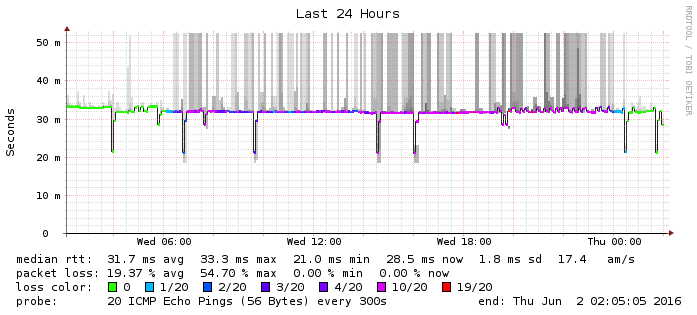 Last 24 Hours
RRDTOOL / TOBI OETIKER
Seconds
50 m
40 m
30 m
20 m
10 m
0
Wed 06:00 Wed 12:00 Wed 18:00 Thu 00:00
median rtt: 31.7 ms avg 33.3 ms max 21.0 ms min 28.5 ms now 1.8 ms sd 17.4 am/s
packet loss: 19.37 % avg 54.70 % max 0.00 % min 0.00 % now
loss color: 0 1/20 2/20 3/20 4/20 10/20 19/20
probe: 20 ICMP Echo Pings (56 Bytes) every 300s end: Thu Jun 2 02:05:05 2016